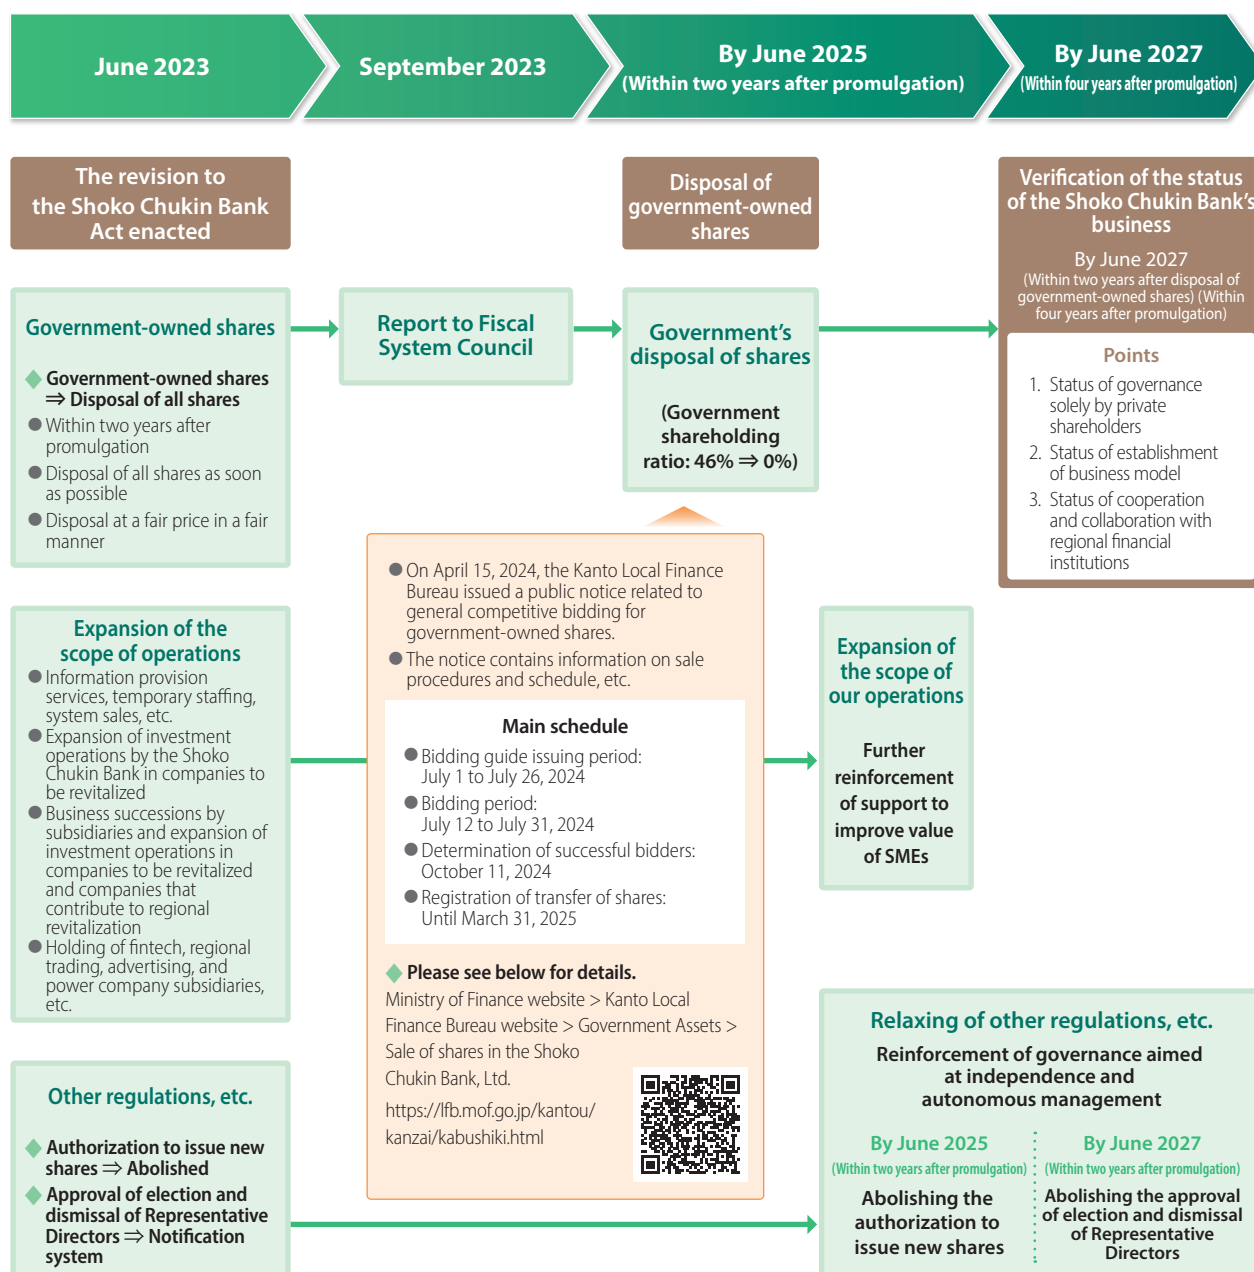 June 2023
September 2023
By June 2025
(Within two years after promulgation)
By June 2027
(Within four years after promulgation)
The revision to
the Shoko Chukin Bank
Act enacted
Disposal of
government-owned
shares
Verification of the status
of the Shoko Chukin Bank's
business
By June 2027
(Within two years after disposal of
government-owned shares) (Within
four years after promulgation)
Points
1. Status of governance
solely by private
shareholders
2. Status of establishment
of business model
3. Status of cooperation
and collaboration with
regional financial
institutions
Government-owned shares
◆ Government-owned shares
⇒ Disposal of all shares
● Within two years after
promulgation
● Disposal of all shares as soon
as possible
● Disposal at a fair price in a fair
manner
Report to Fiscal
System Council
Government's
disposal of shares
(Government
shareholding
ratio: 46% ⇒ 0%)
● On April 15, 2024, the Kanto Local Finance
Bureau issued a public notice related to
general competitive bidding for
government-owned shares.
● The notice contains information on sale
procedures and schedule, etc.
Main schedule
● Bidding guide issuing period:
July 1 to July 26, 2024
● Bidding period:
July 12 to July 31, 2024
● Determination of successful bidders:
October 11, 2024
● Registration of transfer of shares:
Until March 31, 2025
◆ Please see below for details.
Ministry of Finance website > Kanto Local
Finance Bureau website > Government Assets >
Sale of shares in the Shoko
Chukin Bank, Ltd.
https://lfb.mof.go.jp/kantou/
kanzai/kabushiki.html
Expansion of the
scope of operations
● Information provision
services, temporary staffing,
system sales, etc.
● Expansion of investment
operations by the Shoko
Chukin Bank in companies to
be revitalized
● Business successions by
subsidiaries and expansion of
investment operations in
companies to be revitalized
and companies that
contribute to regional
revitalization
● Holding of fintech, regional
trading, advertising, and
power company subsidiaries,
etc.
Expansion of
the scope of
our operations
Further
reinforcement
of support to
improve value
of SMEs
Other regulations, etc.
◆ Authorization to issue new
shares ⇒ Abolished
◆ Approval of election and
dismissal of Representative
Directors ⇒ Notification
system
Relaxing of other regulations, etc.
Reinforcement of governance aimed
at independence and
autonomous management
By June 2025
(Within two years after promulgation)
Abolishing the
authorization to
issue new shares
By June 2027
(Within two years after promulgation)
Abolishing the approval
of election and dismissal
of Representative
Directors